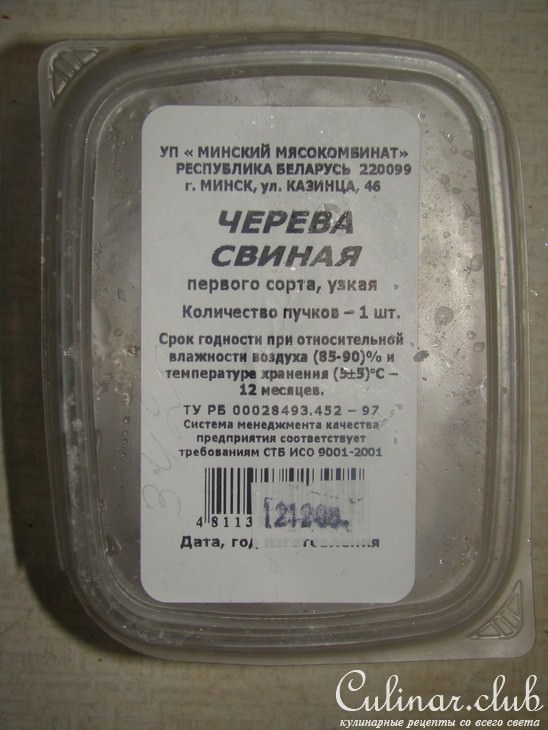 УП « МИНСКИЙ МЯСОКОМБИНАТ»
РЕСПУБЛИКА БЕЛАРУСЬ 220099
г. МИНСК, ул. КАЗИНЦА, 46
ЧЕРЕВА
СВИНАЯ
первого сорта, узкая
Количество пучков – 1 шт.
Срок годности при относительной
влажности воздуха (85-90)% и
температуре хранения (5±5)°С –
12 месяцев.
ТУ РБ 00028493.452 – 97
Система менеджмента качества
предприятия соответствует
требованиям СТБ ИСО 9001-2001
4 8113
Дата, год изготовления
Culinar.club
кулинарные рецепты со всего света